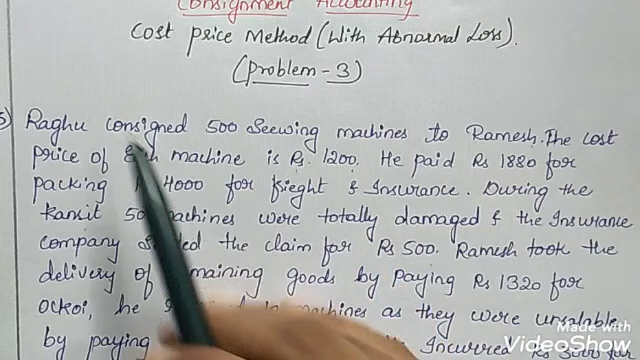 Consignment Accounting
Cost price Method (With Abnormal Loss).
(Problem - 3)
5) Raghu consigned 500 Seewing machines to Ramesh. The cost
price of machine is Rs. 1200. He paid Rs 1880 for
packing 4000 for frieght & Insurance. During the
transit 50 machines were totally damaged & the Insurance
company the claim for Rs 500. Ramesh took the
delivery of goods by paying Rs 1320 for
he machines as they were unsalable
by paying Incurred
Made with
VideoShow